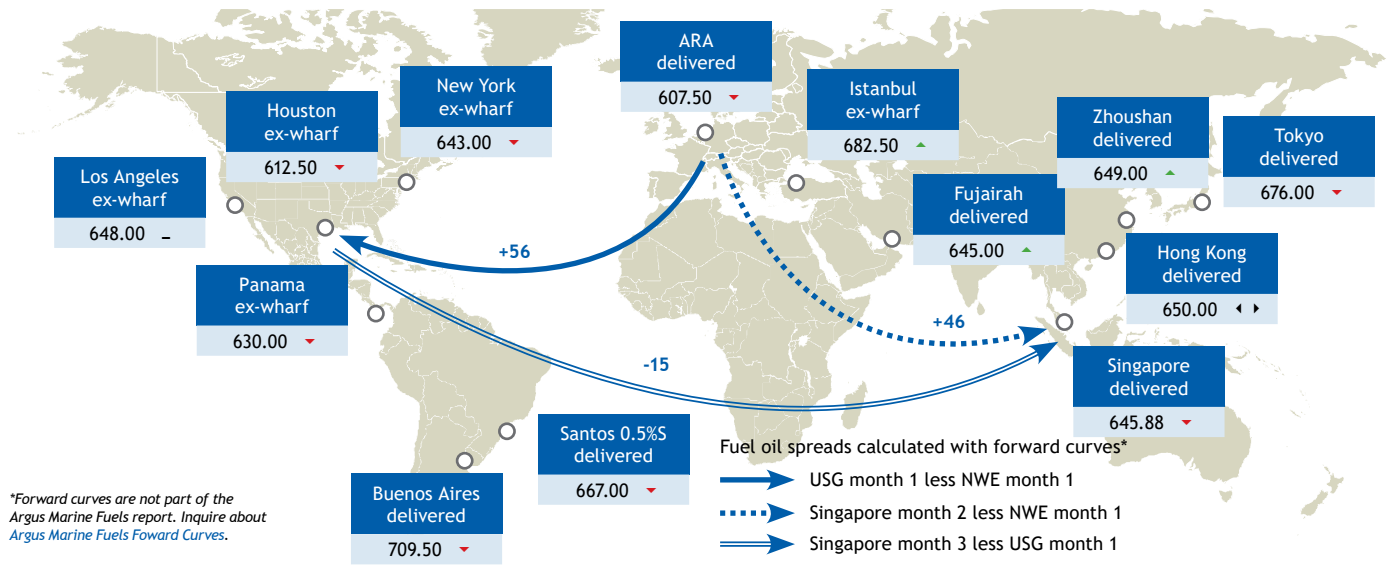 ARA
delivered
607.50
New York
ex-wharf
643.00
Istanbul
ex-wharf
682.50
Houston
ex-wharf
612.50
Zhoushan
delivered
649.00
Tokyo
delivered
676.00
Los Angeles
ex-wharf
648.00 –
Fujairah
delivered
645.00
+56
Hong Kong
delivered
650.00
Panama
ex-wharf
630.00
+46
-15
Singapore
delivered
645.88
Santos 0.5%S
delivered
667.00
Buenos Aires
delivered
709.50
Fuel oil spreads calculated with forward curves*
USG month 1 less NWE month 1
Singapore month 2 less NWE month 1
Singapore month 3 less USG month 1
*Forward curves are not part of the
Argus Marine Fuels report. Inquire about
Argus Marine Fuels Foward Curves.